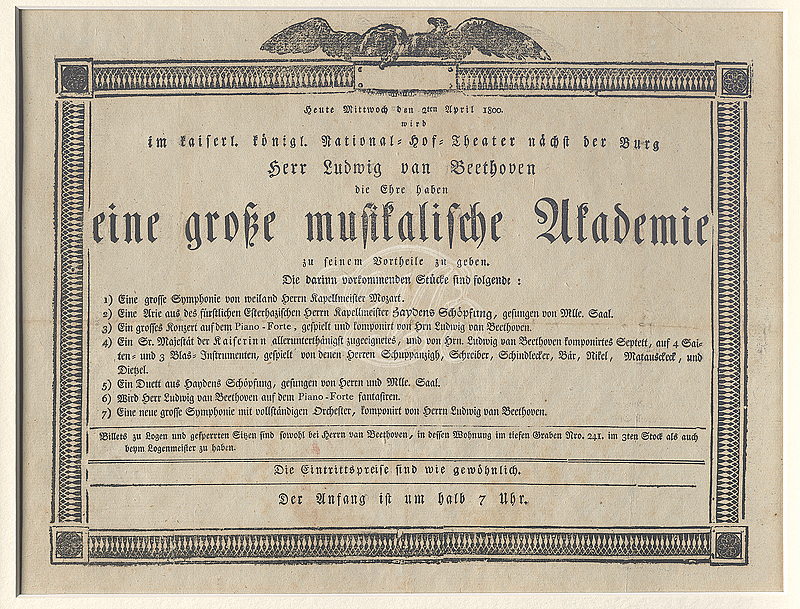 Heute Mittwoch den 2ten April 1800.
wird
im kaiserl. königl. National-Hof-Theater nächst der Burg
Herr Ludwig van Beethoven
die Ehre haben
eine große musikalische Akademie
zu seinem Vortheile zu geben.
Die darinn vorkommenden Stücke sind folgende :
1) Eine grosse Symphonie von weiland Herrn Kapellmeister Mozart.
2) Eine Arie aus des fürstlichen Esterhazischen Herrn Kapellmeister Haydens Schöpfung, gesungen von Mlle. Saal.
3) Ein grosses Konzert auf dem Piano-Forte, gespielt und komponirt von Hrn Ludwig van Beethoven.
4) Ein Sr. Majestät der Kaiserinn allerunterthänigst zugeeignetes, und von Hrn. Ludwig van Beethoven komponirtes Septett, auf 4 Sai-
ten- und 3 Blas-Instrumenten, gespielt von denen Herren Schuppanzigh, Schreiber, Schindlecker, Bär, Nikel, Matauscheck, und
Dietzel.
5) Ein Duett aus Haydens Schöpfung, gesungen von Herrn und Mlle. Saal.
6) Wird Herr Ludwig van Beethoven auf dem Piano-Forte fantasiren.
7) Eine neue grosse Symphonie mit vollständigen Orchester, komponirt von Herrn Ludwig van Beethoven.
Billets zu Logen und gesperrten Sitzen sind sowohl bei Herrn van Beethoven, in dessen Wohnung im tiefen Graben Nro. 241. im 3ten Stock als auch
beym Logenmeister zu haben.
Die Eintrittspreise sind wie gewöhnlich.
Der Anfang ist um halb 7 Uhr.